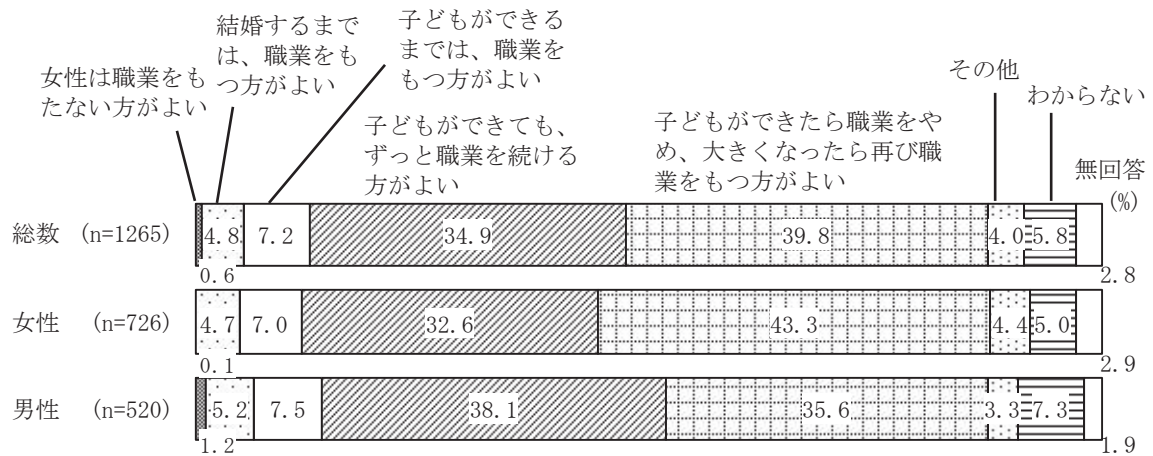 女性は職業をも
たない方がよい
結婚するまで
は、職業をも
つ方がよい
子どもができる
までは、職業を
もつ方がよい
子どもができても、
ずっと職業を続ける
方がよい
子どもができたら職業をや
め、大きくなったら再び職
業をもつ方がよい
その他
わからない
無回答
(%)
総数 (n=1265)
4.8 7.2 34.9 39.8 4.0 5.8
0.6 2.8
女性 (n=726)
4.7 7.0 32.6 43.3 4.4 5.0
0.1 2.9
男性 (n=520)
5.2 7.5 38.1 35.6 3.3 7.3
1.2 1.9